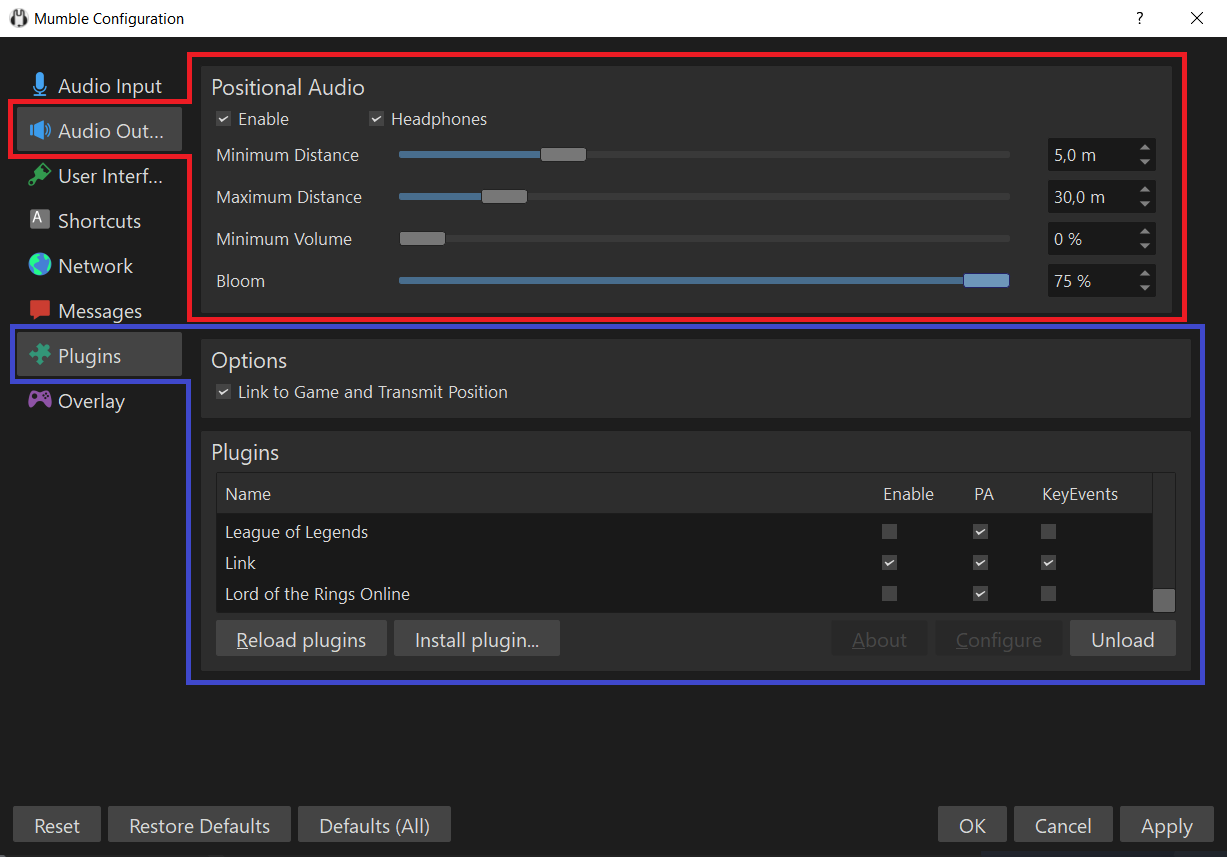 Mumble Configuration ?
Audio Input
Audio Out...
User Interf...
A Shortcuts
Network
Messages
Plugins
Overlay
Positional Audio
Enable Headphones
Minimum Distance 5,0 m
Maximum Distance 30,0 m
Minimum Volume 0 %
Bloom 75 %
Options
Link to Game and Transmit Position
Plugins
Name Enable PA KeyEvents
League of Legends
Link
Lord of the Rings Online
Reload plugins Install plugin... About Configure Unload
Reset Restore Defaults Defaults (All) OK Cancel Apply